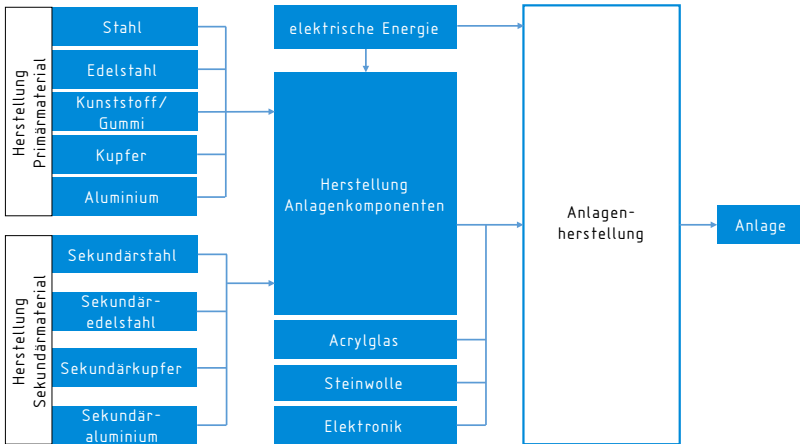 Herstellung
Primärmaterial
Stahl
Edelstahl
Kunststoff/
Gummi
Kupfer
Aluminium
Herstellung
Sekundärmaterial
Sekundärstahl
Sekundär-
edelstahl
Sekundärkupfer
Sekundär-
aluminium
elektrische Energie
Herstellung
Anlagenkomponenten
Acrylglas
Steinwolle
Elektronik
Anlagen-
herstellung
Anlage